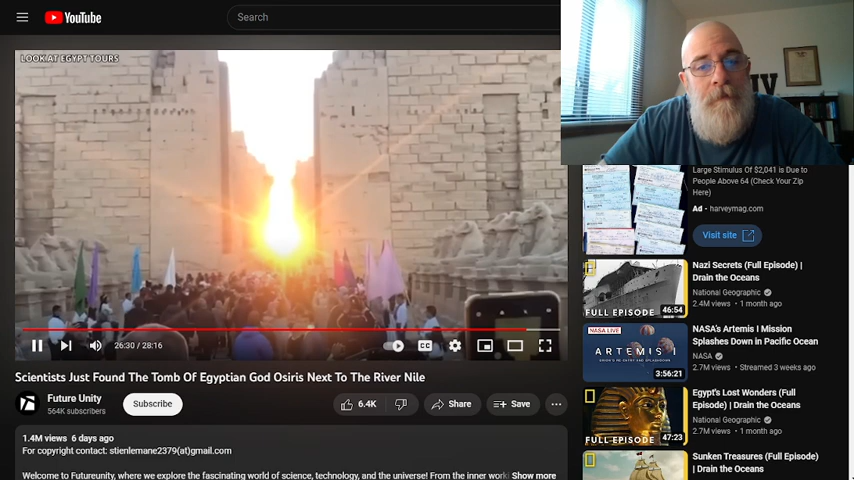 YouTube
Search
LOOK AT EGYPT TOURS
26:30 / 28:16
CC
Scientists Just Found The Tomb Of Egyptian God Osiris Next To The River Nile
Future Unity
564K subscribers
Subscribe
6.4K
Share
Save
1.4M views 6 days ago
For copyright contact: stienlemane2379(at)gmail.com
Welcome to Futureunity, where we explore the fascinating world of science, technology, and the universe! From the inner work Show more
Large Stimulus Of $2,041 is Due to
People Above 64 (Check Your Zip
Here)
Ad - harveymag.com
Visit site
FULL EPISODE
46:54
Nazi Secrets (Full Episode) |
Drain the Oceans
National Geographic
2.4M views · 1 month ago
NASA LIVE
ARTEMIS I
3:56:21
NASA's Artemis I Mission
Splashes Down in Pacific Ocean
NASA
2.7M views · Streamed 3 weeks ago
FULL EPISODE
47:23
Egypt's Lost Wonders (Full
Episode) | Drain the Oceans
National Geographic
2.7M views · 1 month ago
Sunken Treasures (Full Episode)
| Drain the Oceans